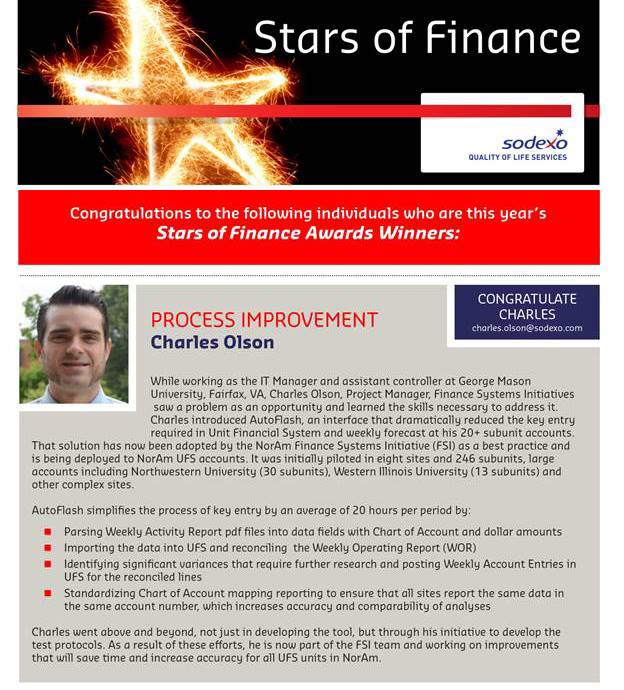 Stars of Finance
sodexo
QUALITY OF LIFE SERVICES
Congratulations to the following individuals who are this year's
Stars of Finance Awards Winners:
PROCESS IMPROVEMENT
Charles Olson
CONGRATULATE
CHARLES
charles.olson@sodexo.com
While working as the IT Manager and assistant controller at George Mason
University, Fairfax, VA, Charles Olson, Project Manager, Finance Systems Initiatives
saw a problem as an opportunity and learned the skills necessary to address it.
Charles introduced AutoFlash, an interface that dramatically reduced the key entry
required in Unit Financial System and weekly forecast at his 20+ subunit accounts.
That solution has now been adopted by the NorAm Finance Systems Initiative (FSI) as a best practice and
is being deployed to NorAm UFS accounts. It was initially piloted in eight sites and 246 subunits, large
accounts including Northwestern University (30 subunits), Western Illinois University (13 subunits) and
other complex sites.
AutoFlash simplifies the process of key entry by an average of 20 hours per period by:
Parsing Weekly Activity Report pdf files into data fields with Chart of Account and dollar amounts
Importing the data into UFS and reconciling the Weekly Operating Report (WOR)
Identifying significant variances that require further research and posting Weekly Account Entries in
UFS for the reconciled lines
Standardizing Chart of Account mapping reporting to ensure that all sites report the same data in
the same account number, which increases accuracy and comparability of analyses
Charles went above and beyond, not just in developing the tool, but through his initiative to develop the
test protocols. As a result of these efforts, he is now part of the FSI team and working on improvements
that will save time and increase accuracy for all UFS units in NorAm.